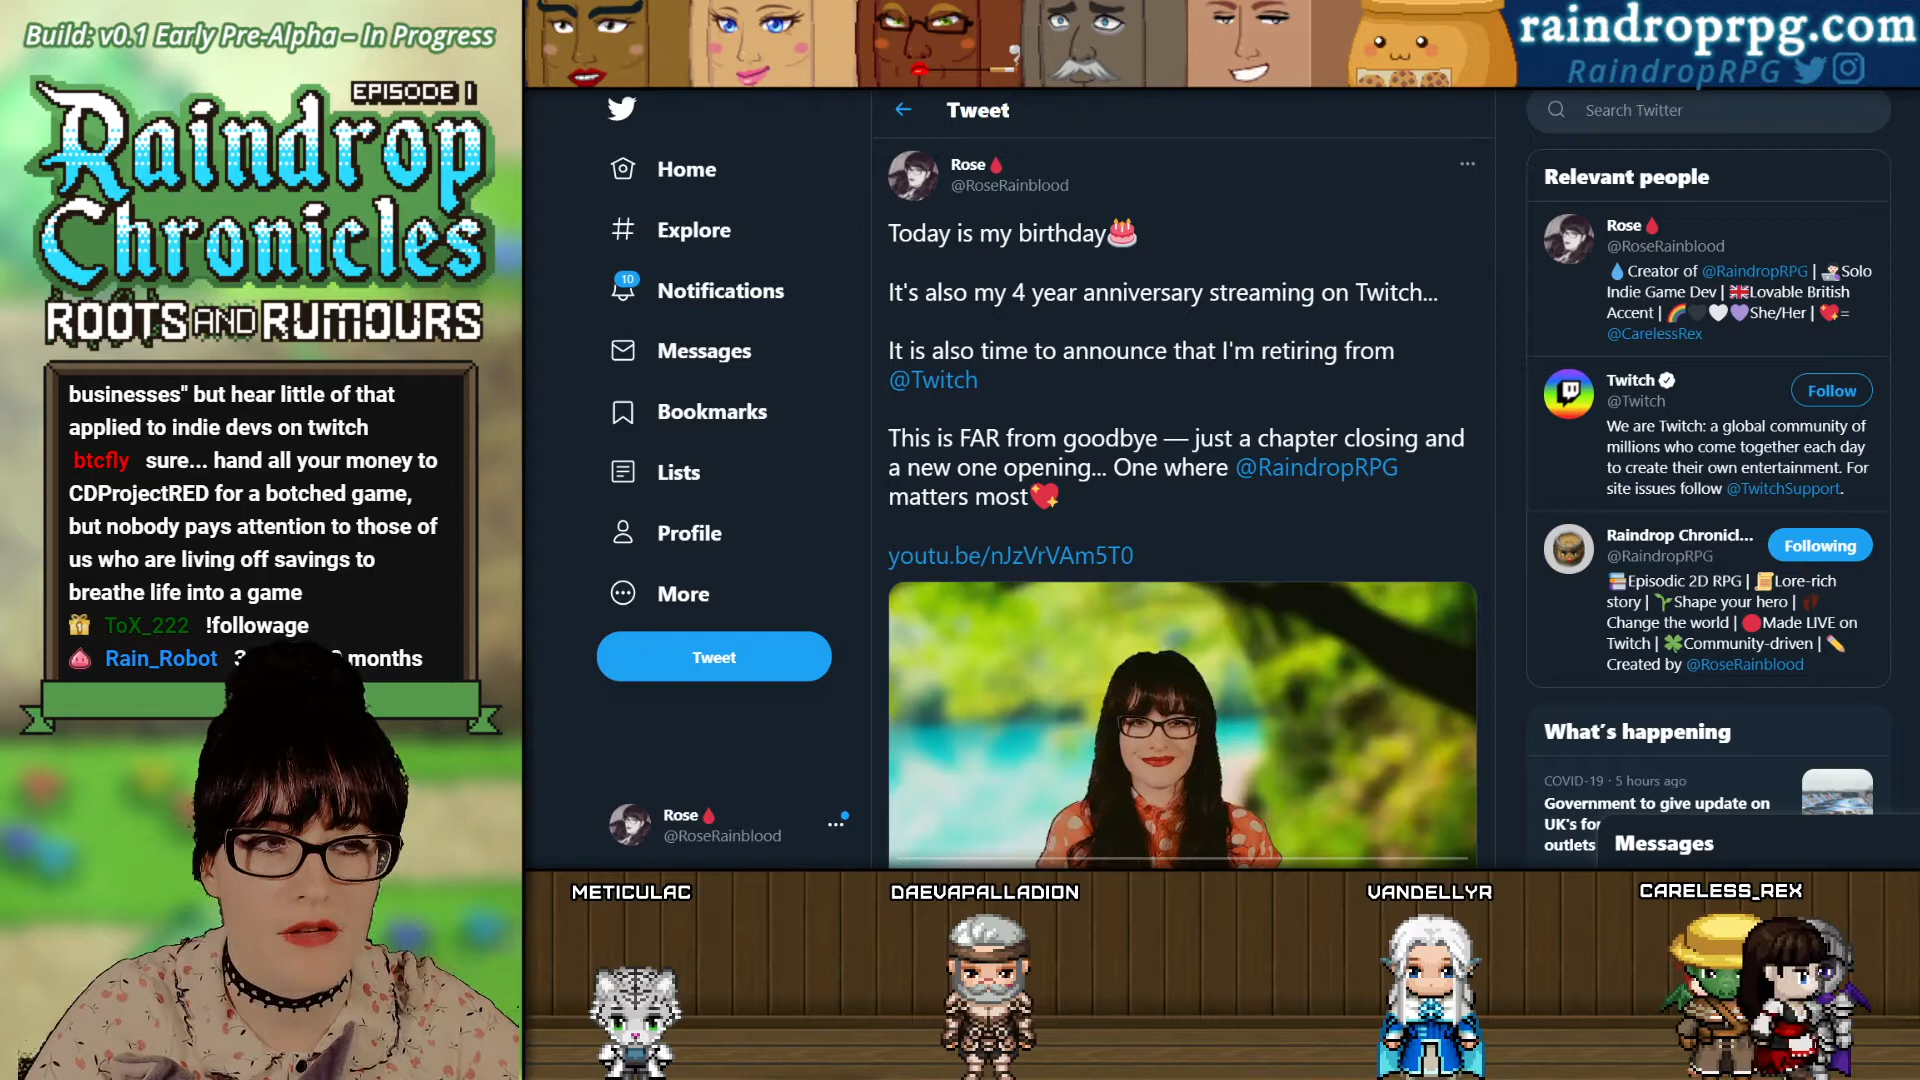 Build: v0.1 Early Pre-Alpha – In Progress
EPISODE I
Raindrop
Chronicles
ROOTS AND RUMOURS
businesses" but hear little of that
applied to indie devs on twitch
btcfly sure... hand all your money to
CDProjectRED for a botched game,
but nobody pays attention to those of
us who are living off savings to
breathe life into a game
1 ToX_222 !followage
Rain_Robot 3 months
raindroprpg.com
RaindropRPG
Home
Explore
10
Notifications
Messages
Bookmarks
Lists
Profile
More
Tweet
Rose
@RoseRainblood
Tweet
Rose
@RoseRainblood
Today is my birthday🎂
It's also my 4 year anniversary streaming on Twitch...
It is also time to announce that I'm retiring from
@Twitch
This is FAR from goodbye — just a chapter closing and
a new one opening... One where @RaindropRPG
matters most💖
youtu.be/nJzVrVAm5T0
Search Twitter
Relevant people
Rose
@RoseRainblood
Creator of @RaindropRPG | Solo
Indie Game Dev | Lovable British
Accent | She/Her | =
@CarelessRex
Twitch
@Twitch
Follow
We are Twitch: a global community of
millions who come together each day
to create their own entertainment. For
site issues follow @TwitchSupport.
Raindrop Chronicl...
@RaindropRPG
Following
Episodic 2D RPG | Lore-rich
story | Shape your hero |
Change the world | Made LIVE on
Twitch | Community-driven |
Created by @RoseRainblood
What's happening
COVID-19 · 5 hours ago
Government to give update on
UK's for
outlets
Messages
METICULAC
DAEVAPALLADION
VANDELLYR
CARELESS_REX